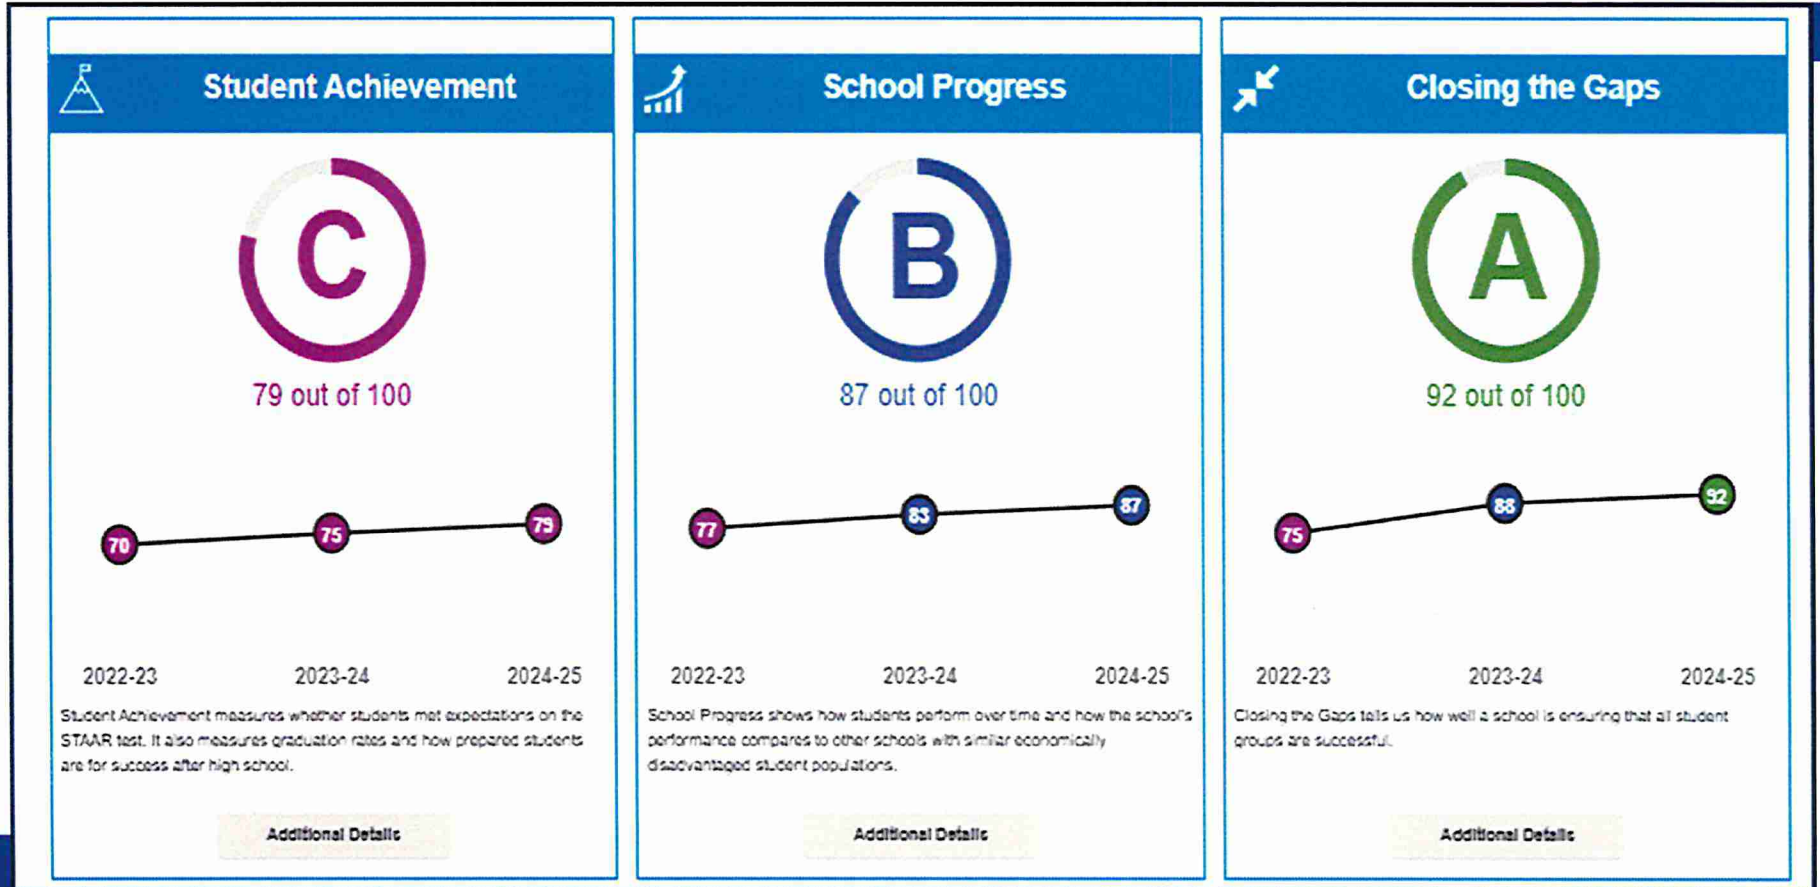 Student Achievement
C
79 out of 100
70
75
79
2022-23
2023-24
2024-25
Student Achievement measures whether students met expectations on the
STAAR test. It also measures graduation rates and how prepared students
are for success after high school.
Additional Details
School Progress
B
87 out of 100
77
83
87
2022-23
2023-24
2024-25
School Progress shows how students perform over time and how the school's
performance compares to other schools with similar economically
disadvantaged student populations.
Additional Details
Closing the Gaps
A
92 out of 100
75
88
92
2022-23
2023-24
2024-25
Closing the Gaps tells us how well a school is ensuring that all student
groups are successful.
Additional Details